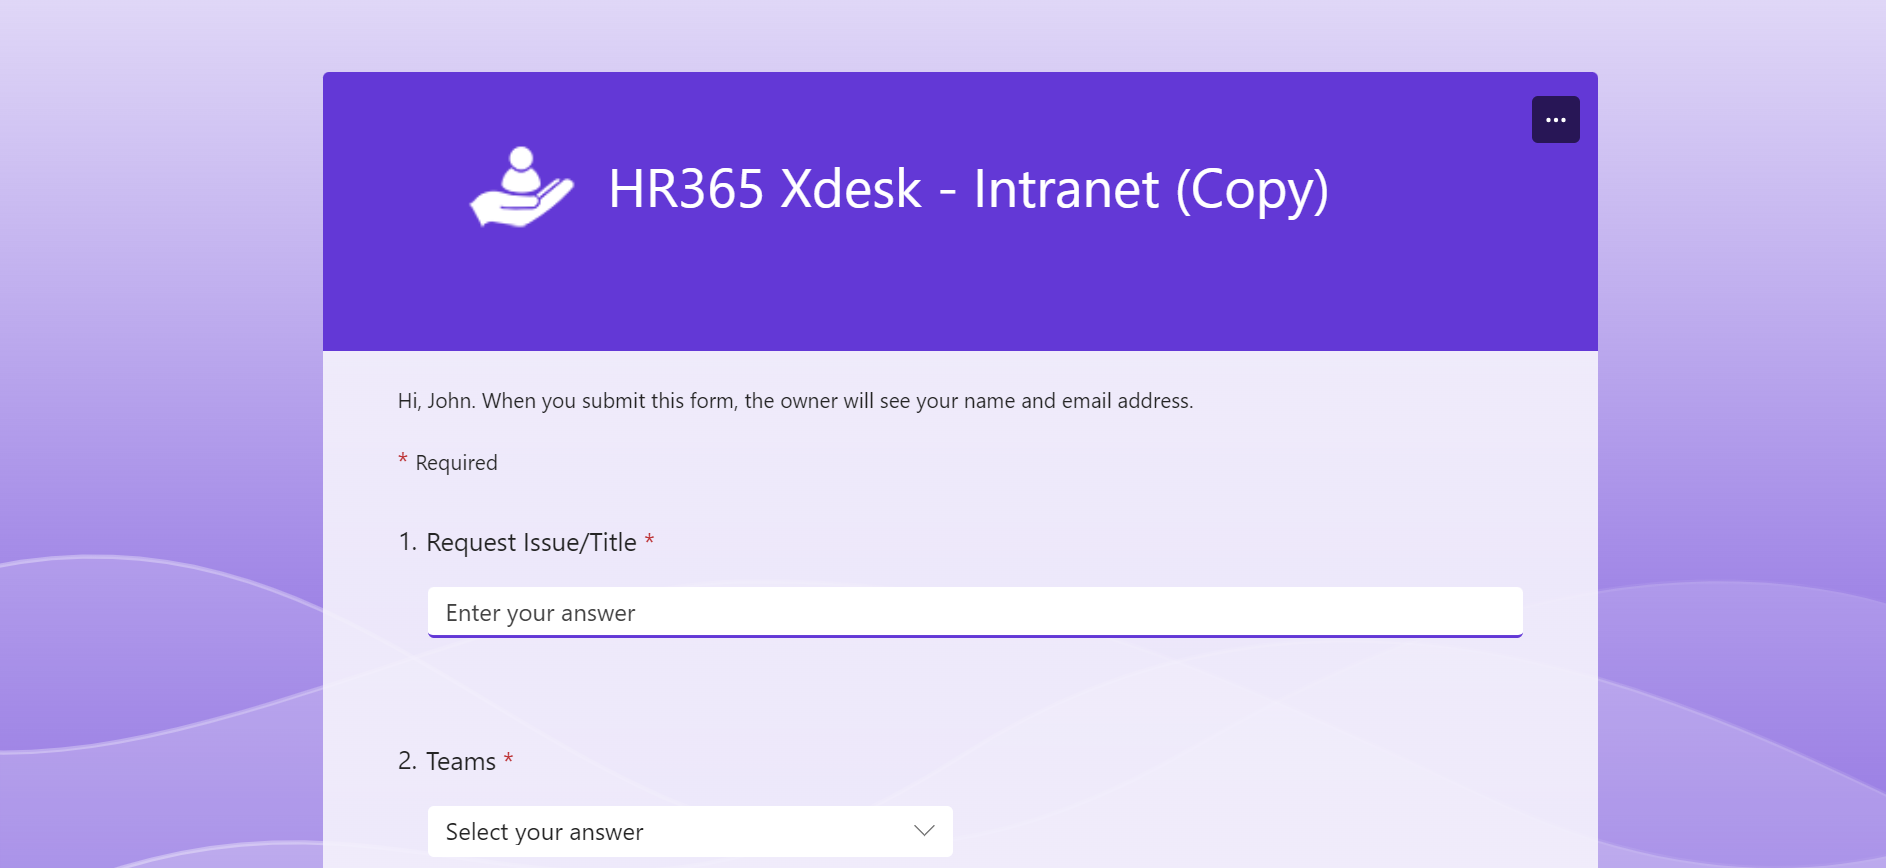 HR365 Xdesk - Intranet (Copy)
Hi, John. When you submit this form, the owner will see your name and email address.
* Required
1. Request Issue/Title *
Enter your answer
2. Teams *
Select your answer